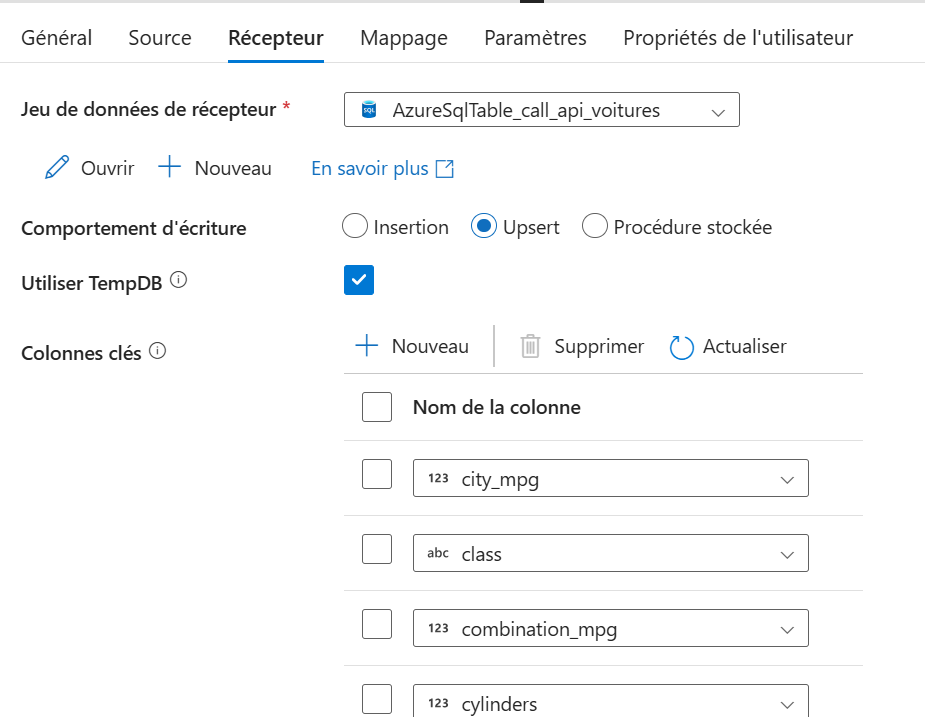 Général Source Récepteur Mappage Paramètres Propriétés de l'utilisateur
Jeu de données de récepteur * SQL AzureSqlTable_call_api_voitures
Ouvrir Nouveau En savoir plus
Comportement d'écriture Insertion Upsert Procédure stockée
Utiliser TempDB
Colonnes clés Nouveau Supprimer Actualiser
Nom de la colonne
123 city_mpg
abc class
123 combination_mpg
123 cylinders